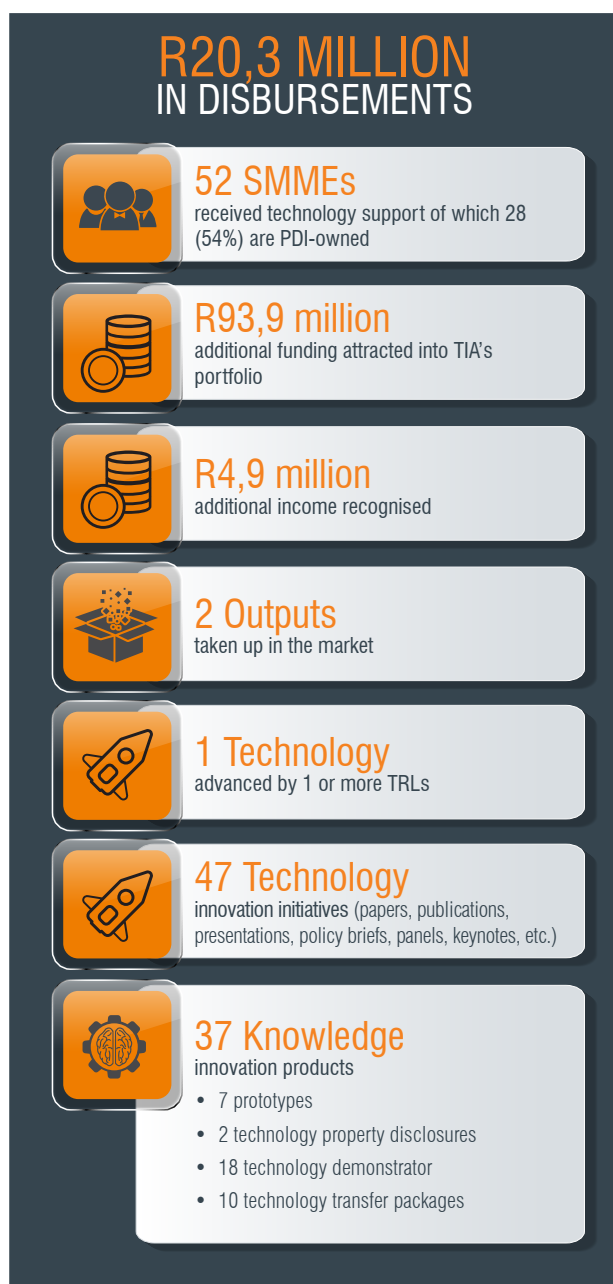 R20,3 MILLION
IN DISBURSEMENTS
52 SMMEs
received technology support of which 28
(54%) are PDI-owned
R93,9 million
additional funding attracted into TIA’s
portfolio
R4,9 million
additional income recognised
2 Outputs
taken up in the market
1 Technology
advanced by 1 or more TRLs
47 Technology
innovation initiatives (papers, publications,
presentations, policy briefs, panels, keynotes, etc.)
37 Knowledge
innovation products
• 7 prototypes
• 2 technology property disclosures
• 18 technology demonstrator
• 10 technology transfer packages